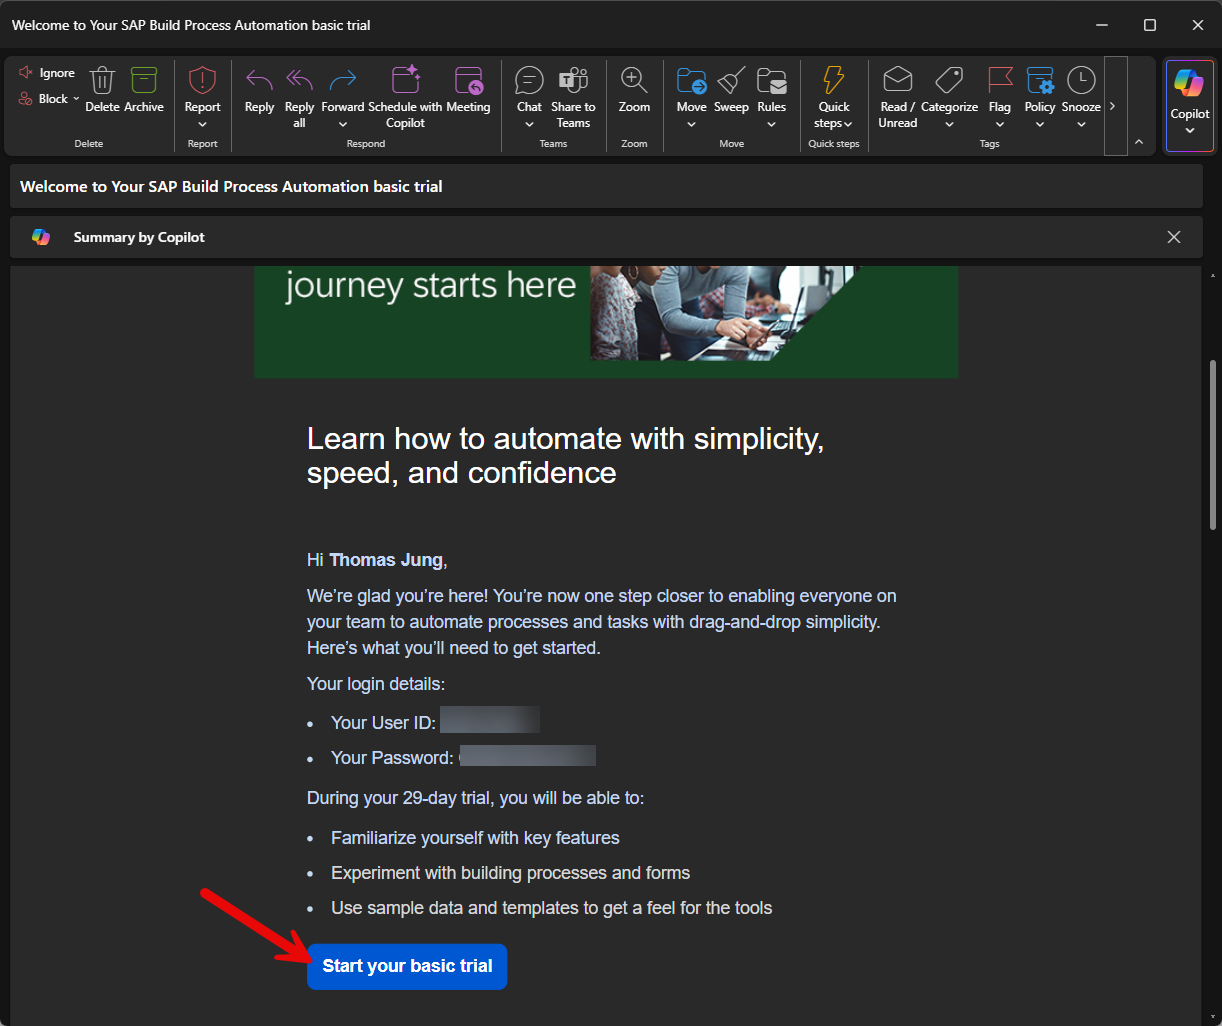 Welcome to Your SAP Build Process Automation basic trial
Ignore
Block
Delete
Archive
Delete
Report
Report
Reply
Reply all
Forward
Schedule with Copilot
Meeting
Respond
Chat
Share to Teams
Teams
Zoom
Zoom
Move
Sweep
Rules
Move
Quick steps
Quick steps
Read / Unread
Categorize
Flag
Policy
Snooze
Tags
Copilot
Welcome to Your SAP Build Process Automation basic trial
Summary by Copilot
journey starts here
Learn how to automate with simplicity,
speed, and confidence
Hi Thomas Jung,
We’re glad you’re here! You’re now one step closer to enabling everyone on
your team to automate processes and tasks with drag-and-drop simplicity.
Here’s what you’ll need to get started.
Your login details:
• Your User ID:
• Your Password:
During your 29-day trial, you will be able to:
• Familiarize yourself with key features
• Experiment with building processes and forms
• Use sample data and templates to get a feel for the tools
Start your basic trial